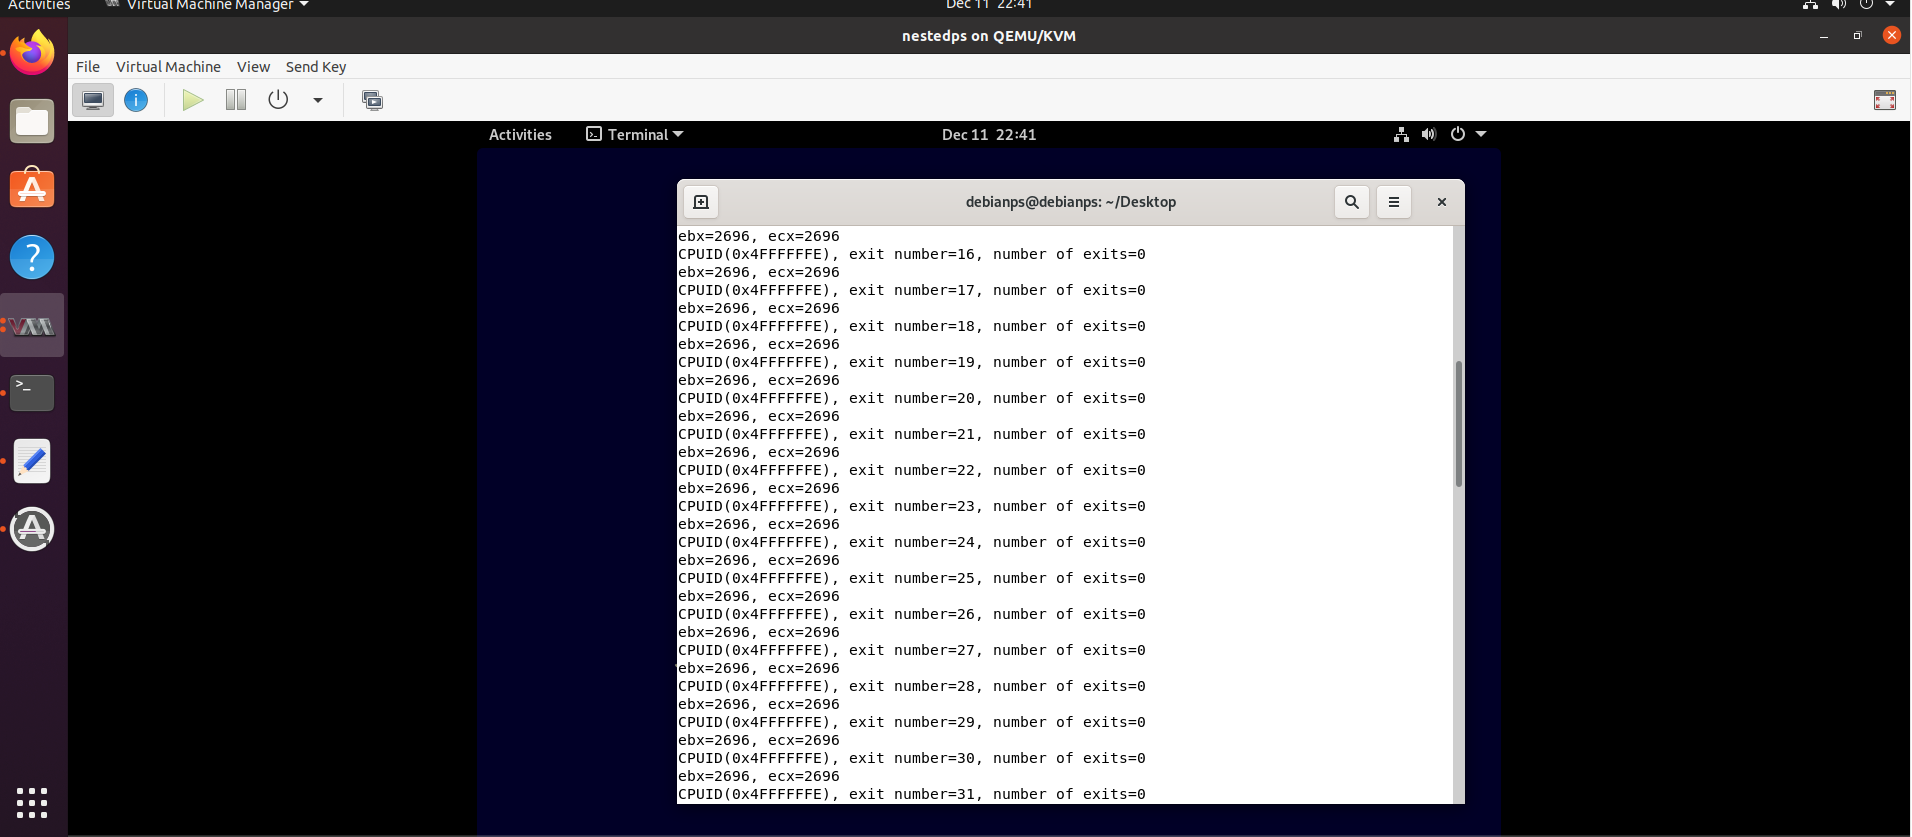 Activities Virtual Machine Manager Dec 11 22:41
nestedps on QEMU/KVM
File Virtual Machine View Send Key
Activities Terminal Dec 11 22:41
debianps@debianps: ~/Desktop
ebx=2696, ecx=2696
CPUID(0x4FFFFFFE), exit number=16, number of exits=0
ebx=2696, ecx=2696
CPUID(0x4FFFFFFE), exit number=17, number of exits=0
ebx=2696, ecx=2696
CPUID(0x4FFFFFFE), exit number=18, number of exits=0
ebx=2696, ecx=2696
CPUID(0x4FFFFFFE), exit number=19, number of exits=0
ebx=2696, ecx=2696
CPUID(0x4FFFFFFE), exit number=20, number of exits=0
ebx=2696, ecx=2696
CPUID(0x4FFFFFFE), exit number=21, number of exits=0
ebx=2696, ecx=2696
CPUID(0x4FFFFFFE), exit number=22, number of exits=0
ebx=2696, ecx=2696
CPUID(0x4FFFFFFE), exit number=23, number of exits=0
ebx=2696, ecx=2696
CPUID(0x4FFFFFFE), exit number=24, number of exits=0
ebx=2696, ecx=2696
CPUID(0x4FFFFFFE), exit number=25, number of exits=0
ebx=2696, ecx=2696
CPUID(0x4FFFFFFE), exit number=26, number of exits=0
ebx=2696, ecx=2696
CPUID(0x4FFFFFFE), exit number=27, number of exits=0
ebx=2696, ecx=2696
CPUID(0x4FFFFFFE), exit number=28, number of exits=0
ebx=2696, ecx=2696
CPUID(0x4FFFFFFE), exit number=29, number of exits=0
ebx=2696, ecx=2696
CPUID(0x4FFFFFFE), exit number=30, number of exits=0
ebx=2696, ecx=2696
CPUID(0x4FFFFFFE), exit number=31, number of exits=0